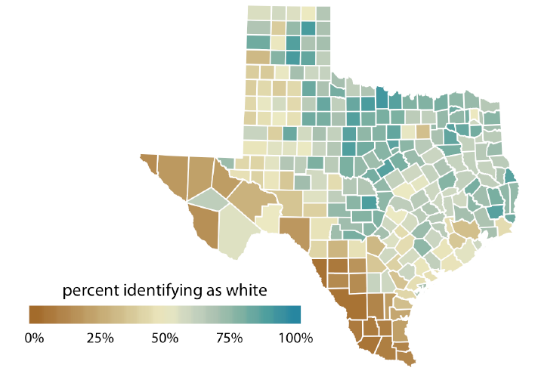 percent identifying as white
0% 25% 50% 75% 100%